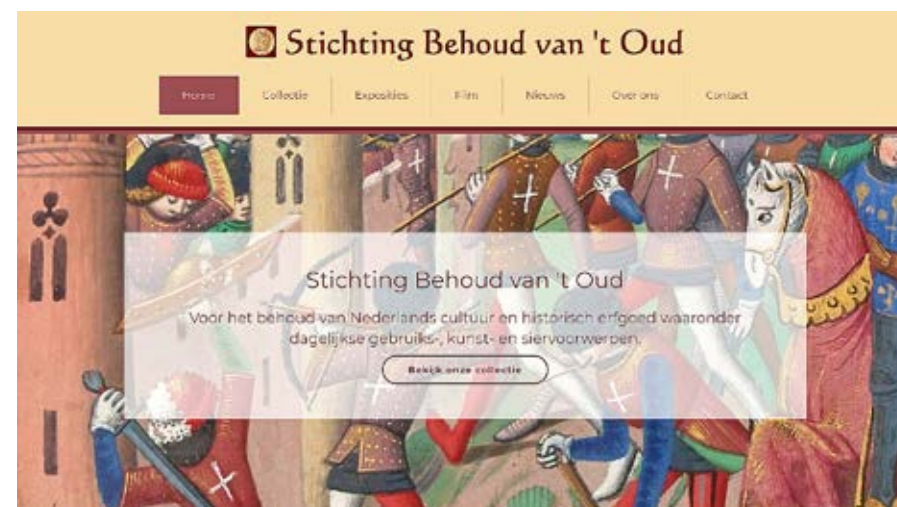 Stichting Behoud van 't Oud
Home Collectie Exposities Film Nieuws Over ons Contact
Stichting Behoud van 't Oud
Voor het behoud van Nederlands cultuur en historisch erfgoed waaronder
dagelijkse gebruiks-, kunst- en siervoorwerpen.
Bekijk onze collectie